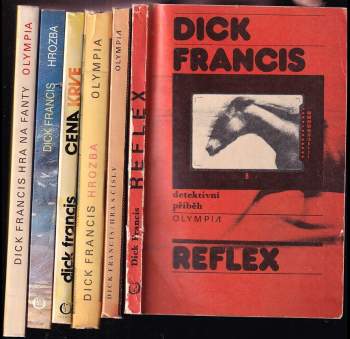 DICK FRANCIS HRA NA FANTY OLYMPIA
DICK FRANCIS HROZBA
dick francis CENA KRVE
DICK FRANCIS HROZBA OLYMPIA
DICK FRANCIS HRA S ČÍSLY OLYMPIA
Dick Francis REFLEX
DICK
FRANCIS
detektivní
příběh
OLYMPIA
REFLEX